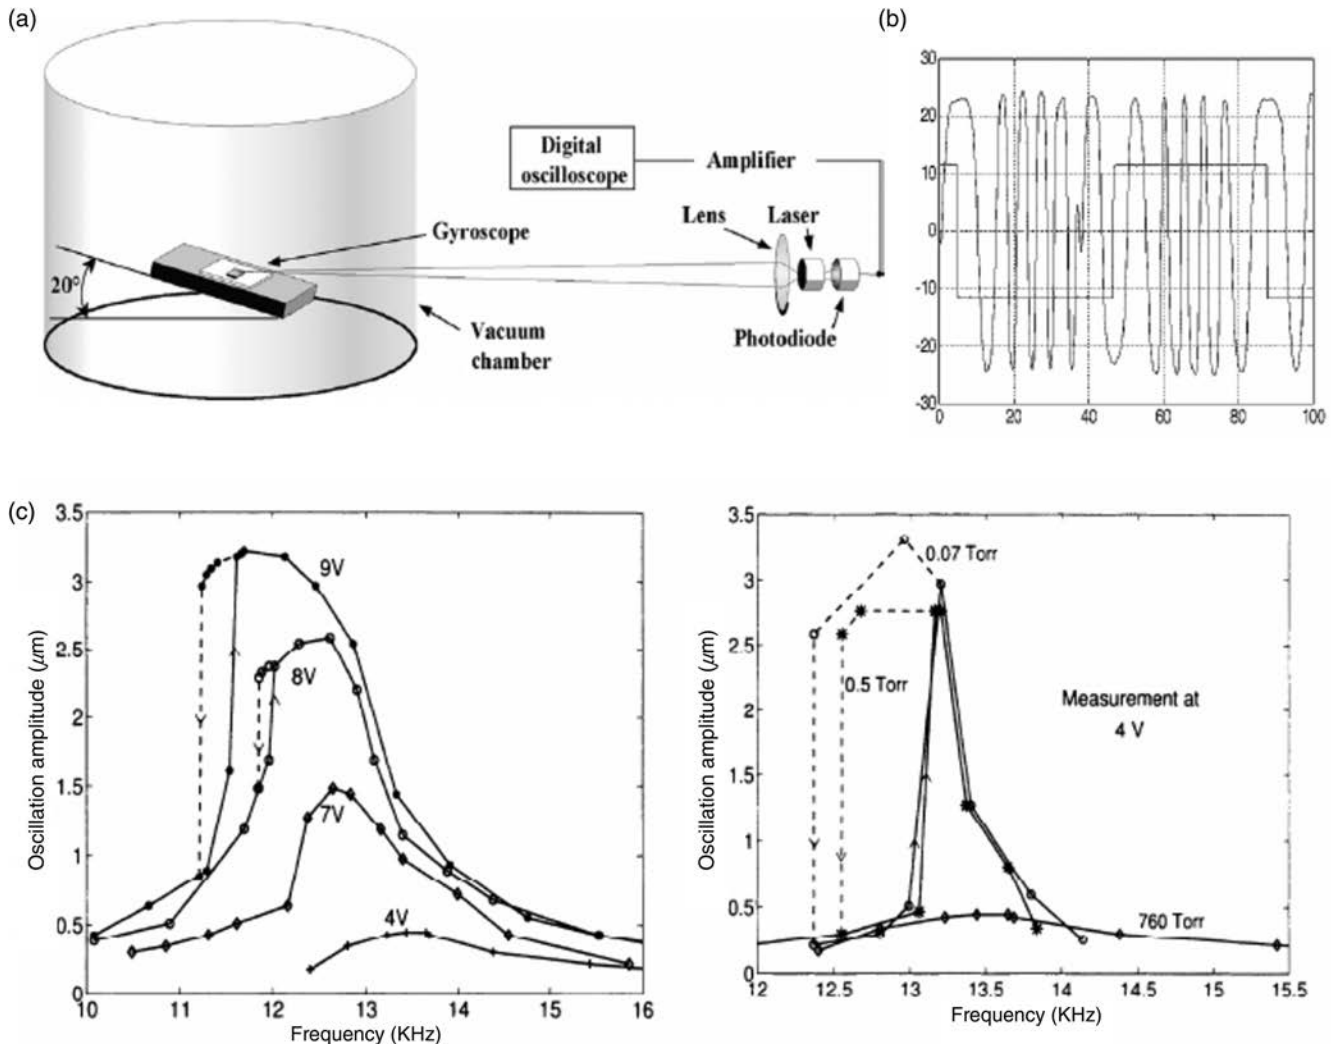 (a)
Digital
oscilloscope
Amplifier
Lens
Laser
Gyroscope
20°
Photodiode
Vacuum
chamber
(b)
30
20
10
0
-10
-20
-30
0 20 40 60 80 100
(c)
Oscillation amplitude (μm)
3.5
3
2.5
2
1.5
1
0.5
0
9V
8V
7V
4V
10 11 12 13 14 15 16
Frequency (KHz)
Oscillation amplitude (μm)
3.5
3
2.5
2
1.5
1
0.5
0
0.07 Torr
0.5 Torr
Measurement at
4 V
760 Torr
12 12.5 13 13.5 14 14.5 15 15.5
Frequency (KHz)